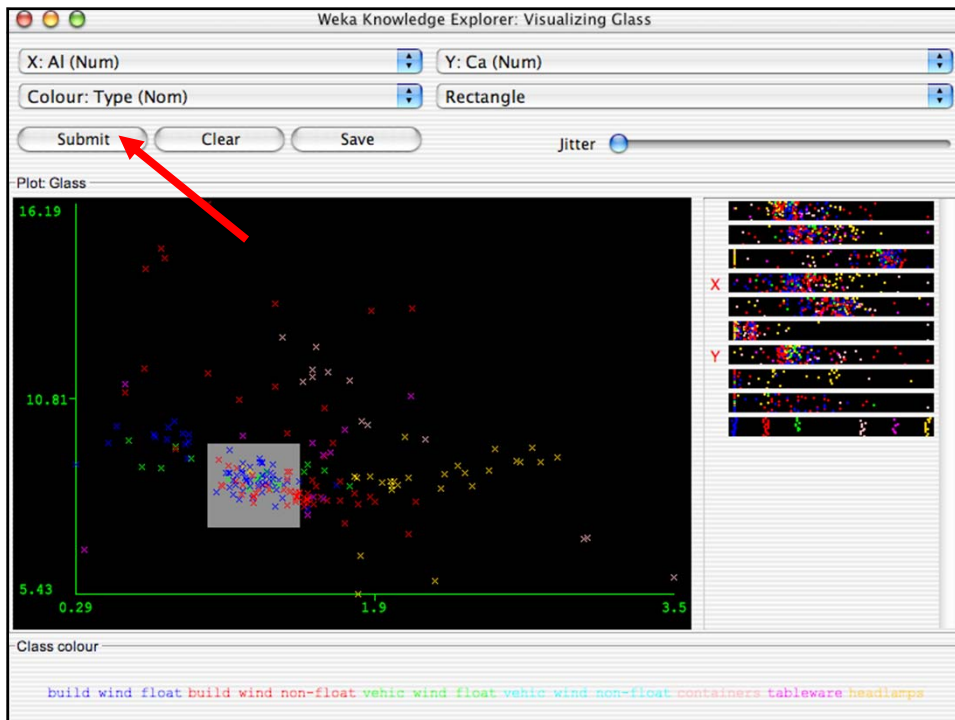 Weka Knowledge Explorer: Visualizing Glass
X: Al (Num) Y: Ca (Num)
Colour: Type (Nom) Rectangle
Submit Clear Save Jitter
Plot: Glass
16.19
X
Y
10.81
5.43
0.29 1.9 3.5
Class colour
build wind float build wind non-float vehic wind float vehic wind non-float containers tableware headlamps